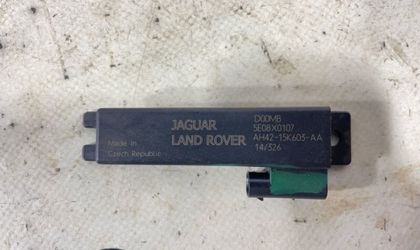 JAGUAR
LAND ROVER
Made in
Czech Republic
D00MB
5E08X0107
AH42-15K603-AA
14/326